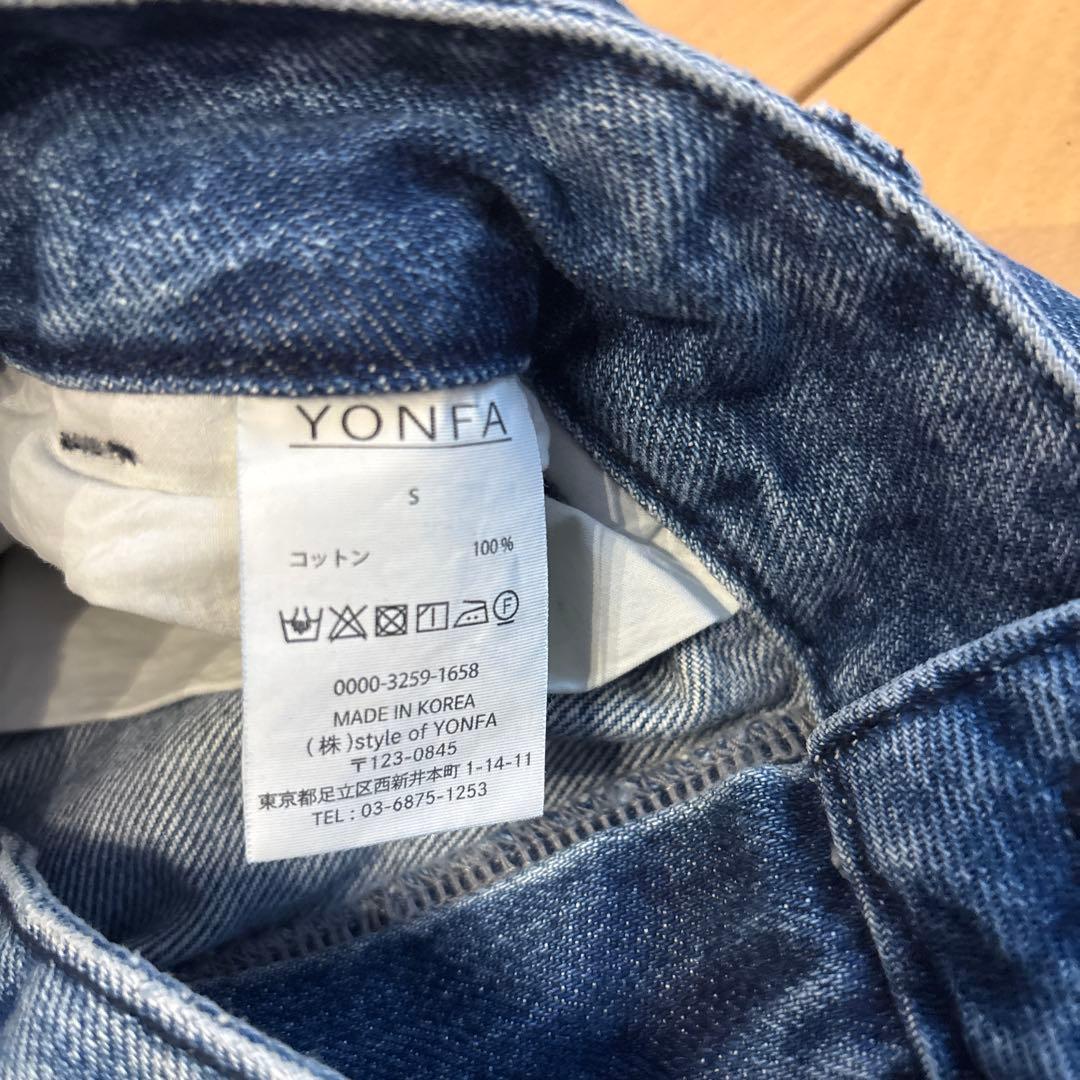 YONFA
S
コットン 100%
F
0000-3259-1658
MADE IN KOREA
(株)style of YONFA
〒123-0845
東京都足立区西新井本町 1-14-11
TEL : 03-6875-1253